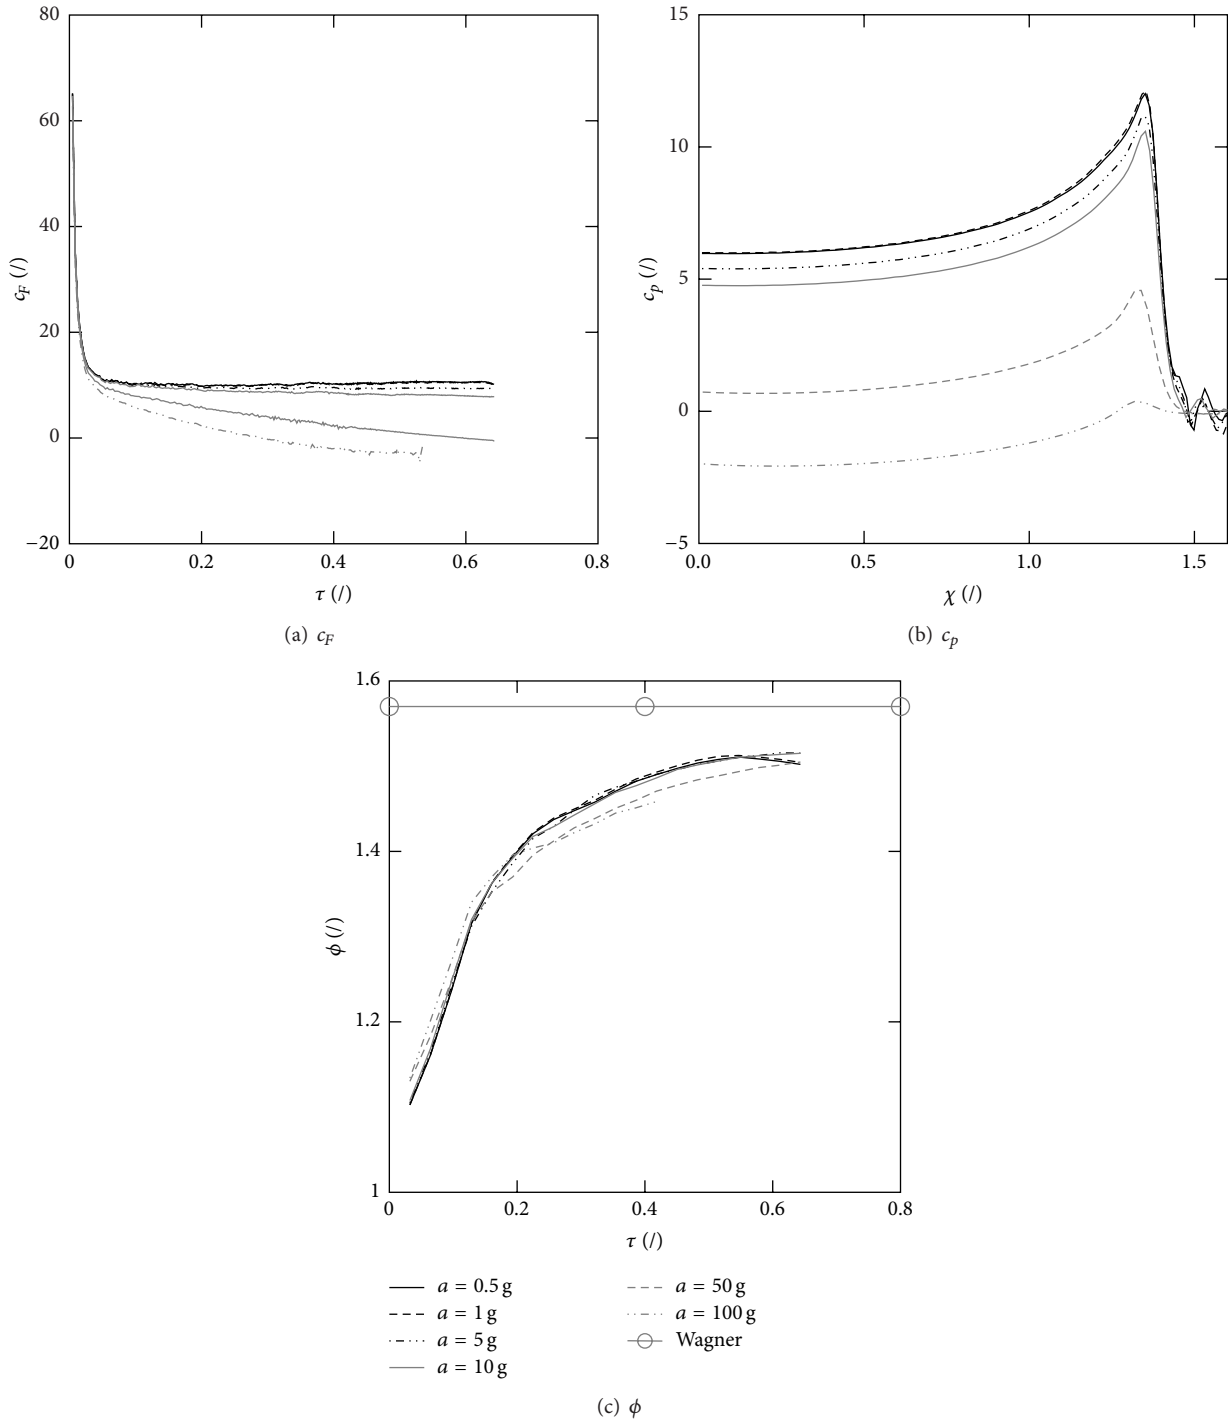 80
60
40
20
0
−20
c_F (/)
0
0.2
0.4
0.6
0.8
τ (/)
(a) c_F
15
10
5
0
−5
c_p (/)
0.0
0.5
1.0
1.5
χ (/)
(b) c_p
1.6
1.4
1.2
1
ϕ (/)
0
0.2
0.4
0.6
0.8
τ (/)
a = 0.5 g
a = 1 g
a = 5 g
a = 10 g
a = 50 g
a = 100 g
Wagner
(c) ϕ